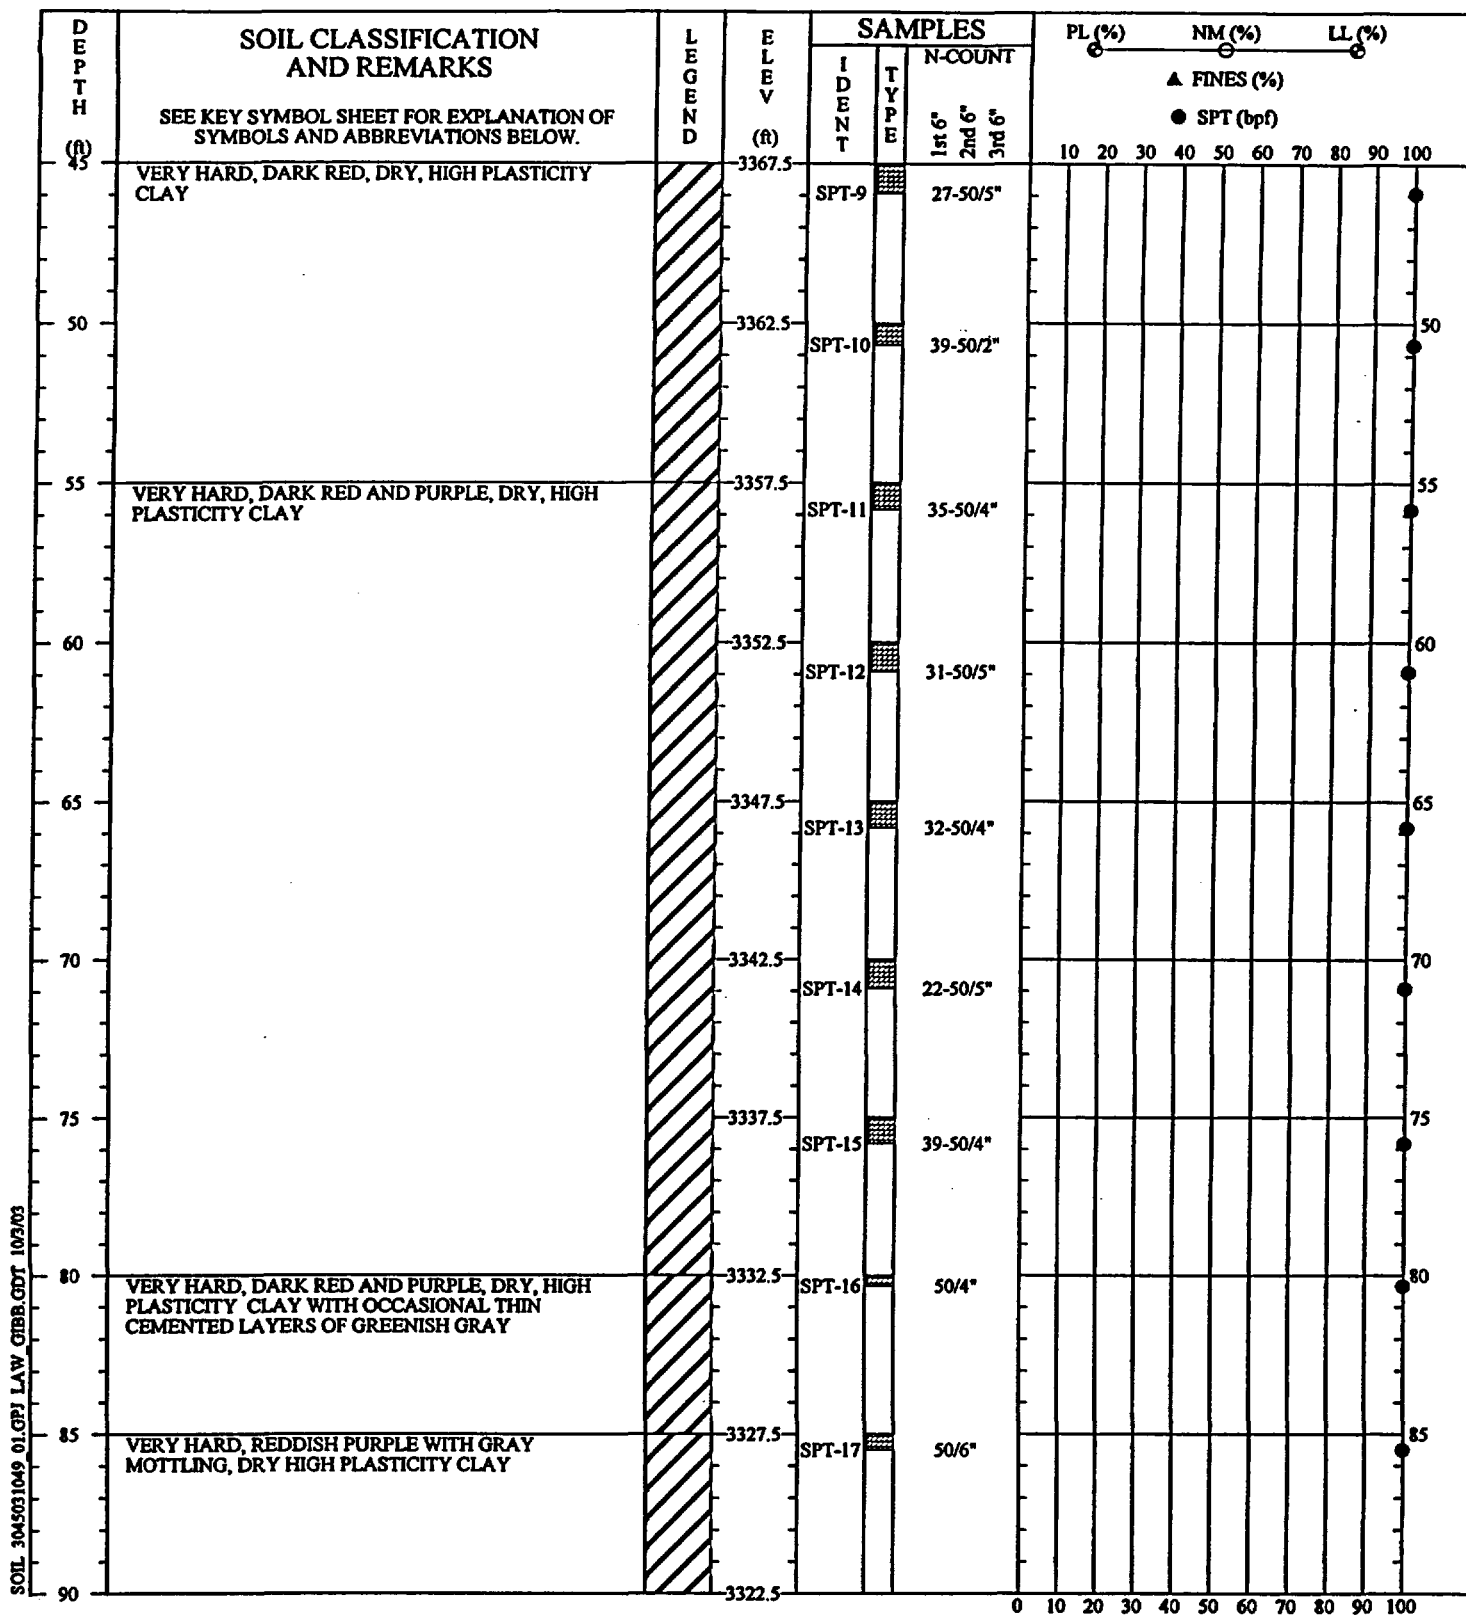 DEPTH
(ft)
SOIL CLASSIFICATION
AND REMARKS
SEE KEY SYMBOL SHEET FOR EXPLANATION OF
SYMBOLS AND ABBREVIATIONS BELOW.
LEGEND
ELEV
(ft)
SAMPLES
IDENT
TYPE
N-COUNT
1st 6"
2nd 6"
3rd 6"
PL (%)
NM (%)
LL (%)
▲ FINES (%)
● SPT (bpf)
10 20 30 40 50 60 70 80 90 100
45
VERY HARD, DARK RED, DRY, HIGH PLASTICITY
CLAY
3367.5
SPT-9
27-50/5"
50
3362.5
50
SPT-10
39-50/2"
55
VERY HARD, DARK RED AND PURPLE, DRY, HIGH
PLASTICITY CLAY
3357.5
55
SPT-11
35-50/4"
60
3352.5
60
SPT-12
31-50/5"
65
3347.5
65
SPT-13
32-50/4"
70
3342.5
70
SPT-14
22-50/5"
75
3337.5
75
SPT-15
39-50/4"
80
VERY HARD, DARK RED AND PURPLE, DRY, HIGH
PLASTICITY CLAY WITH OCCASIONAL THIN
CEMENTED LAYERS OF GREENISH GRAY
3332.5
80
SPT-16
50/4"
85
VERY HARD, REDDISH PURPLE WITH GRAY
MOTTLING, DRY HIGH PLASTICITY CLAY
3327.5
85
SPT-17
50/6"
90
3322.5
0 10 20 30 40 50 60 70 80 90 100
SOIL 3045031049_01.GPJ LAW_GIBB.GDT 10/3/03